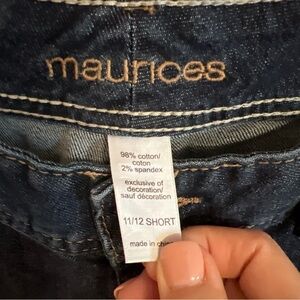 maurices
98% cotton/
coton
2% spandex
exclusive of
decoration/
sauf décoration
11/12 SHORT
made in china